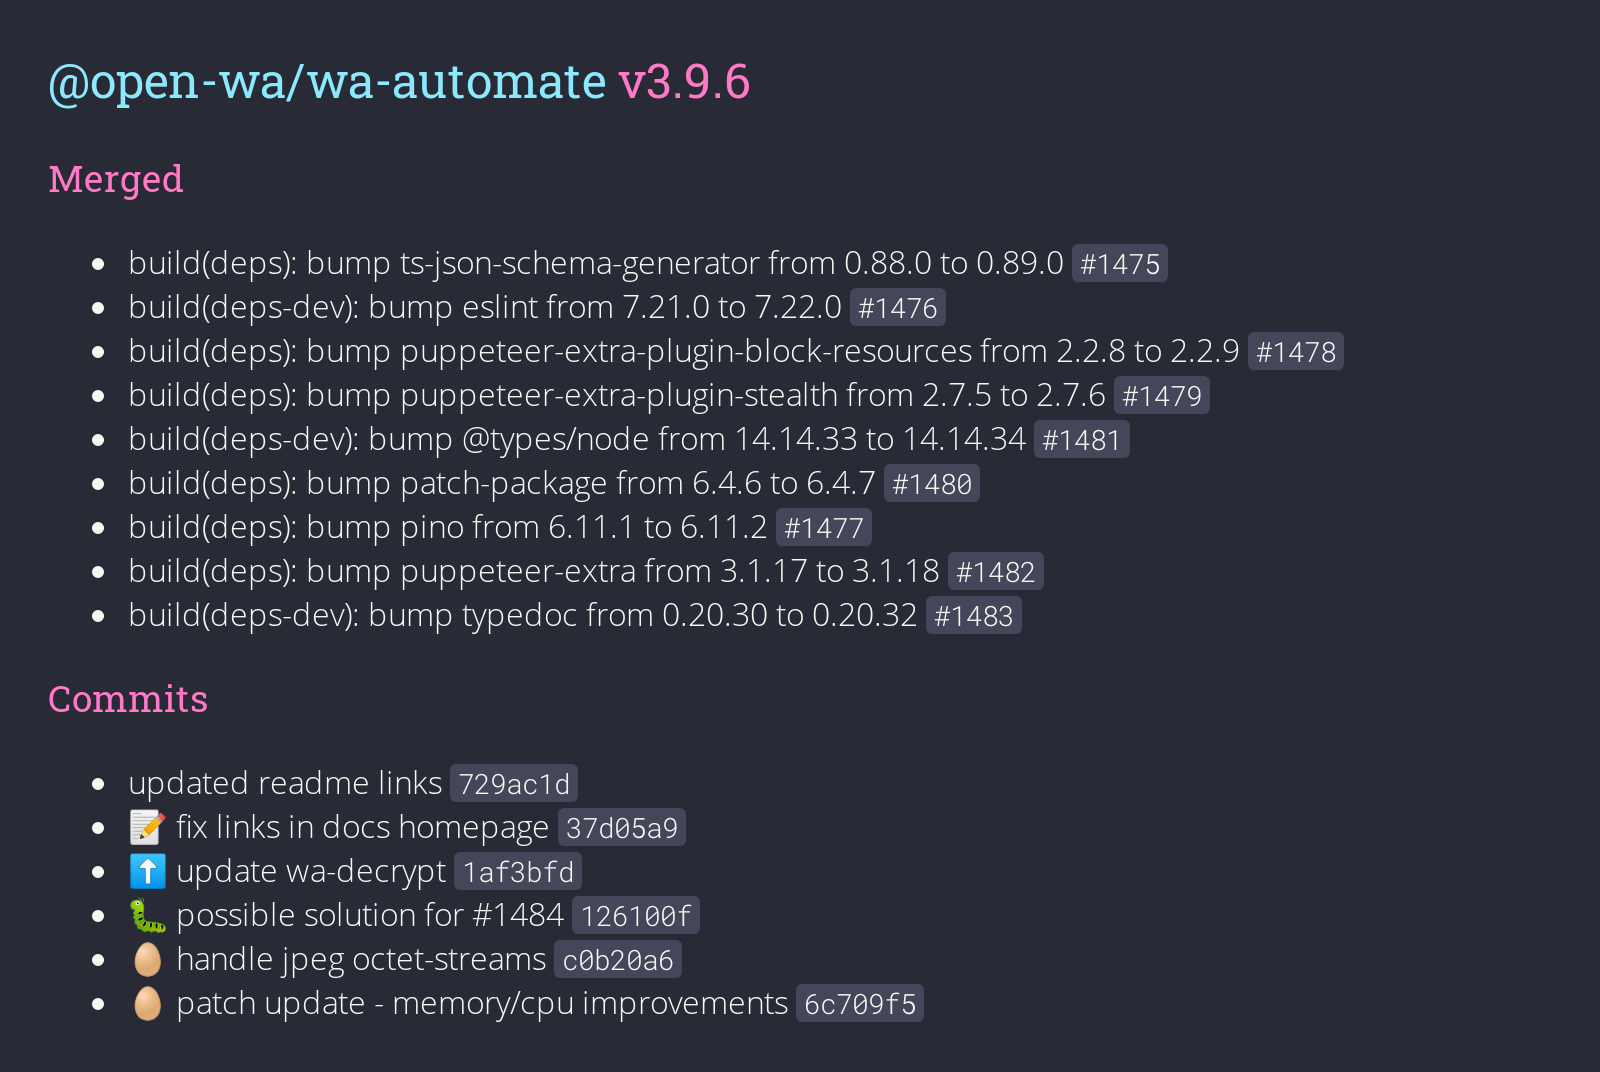 @open-wa/wa-automate v3.9.6
Merged
build(deps): bump ts-json-schema-generator from 0.88.0 to 0.89.0 #1475
build(deps-dev): bump eslint from 7.21.0 to 7.22.0 #1476
build(deps): bump puppeteer-extra-plugin-block-resources from 2.2.8 to 2.2.9 #1478
build(deps): bump puppeteer-extra-plugin-stealth from 2.7.5 to 2.7.6 #1479
build(deps-dev): bump @types/node from 14.14.33 to 14.14.34 #1481
build(deps): bump patch-package from 6.4.6 to 6.4.7 #1480
build(deps): bump pino from 6.11.1 to 6.11.2 #1477
build(deps): bump puppeteer-extra from 3.1.17 to 3.1.18 #1482
build(deps-dev): bump typedoc from 0.20.30 to 0.20.32 #1483
Commits
updated readme links 729ac1d
📝 fix links in docs homepage 37d05a9
⬆️ update wa-decrypt 1af3bfd
🐛 possible solution for #1484 126100f
🥚 handle jpeg octet-streams c0b20a6
🥚 patch update - memory/cpu improvements 6c709f5